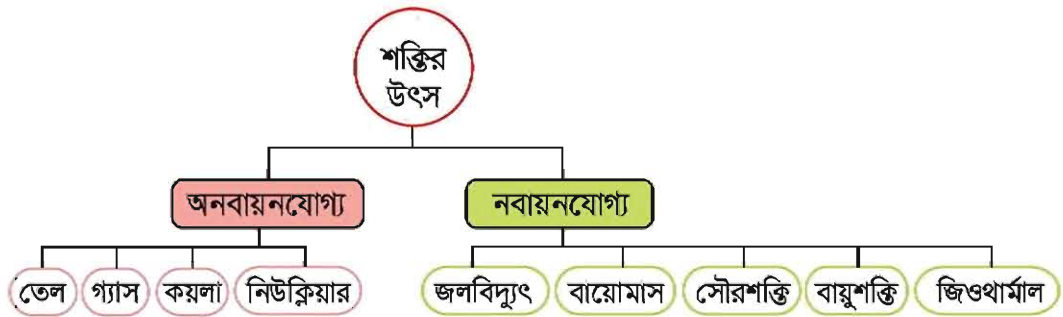 শক্তির
উৎস
অনবায়নযোগ্য নবায়নযোগ্য
তেল গ্যাস কয়লা নিউক্লিয়ার জলবিদ্যুৎ বায়োমাস সৌরশক্তি বায়ুশক্তি জিওথার্মাল